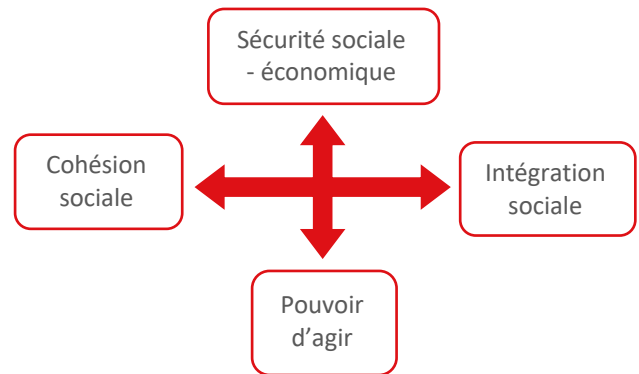 Sécurité sociale
- économique
Cohésion
sociale
Intégration
sociale
Pouvoir
d’agir